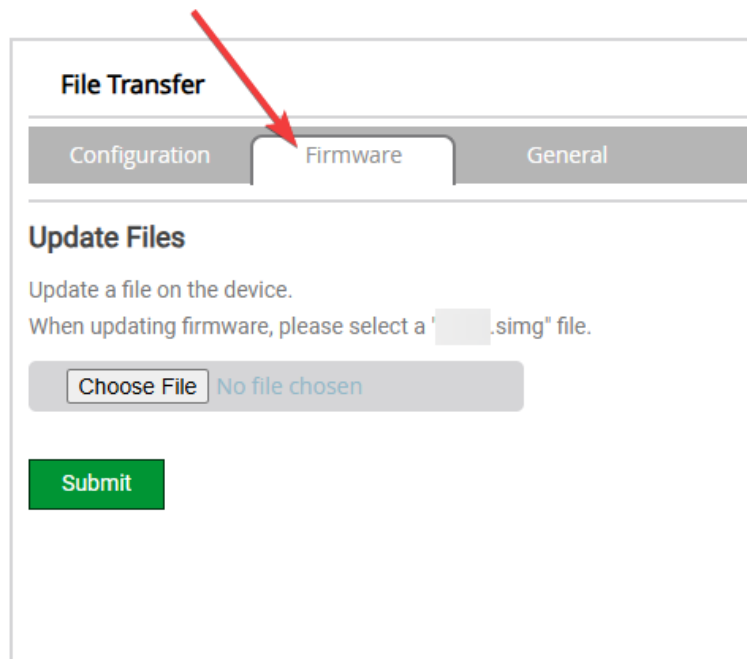 File Transfer
Configuration Firmware General
Update Files
Update a file on the device.
When updating firmware, please select a " .simg" file.
Choose File No file chosen
Submit